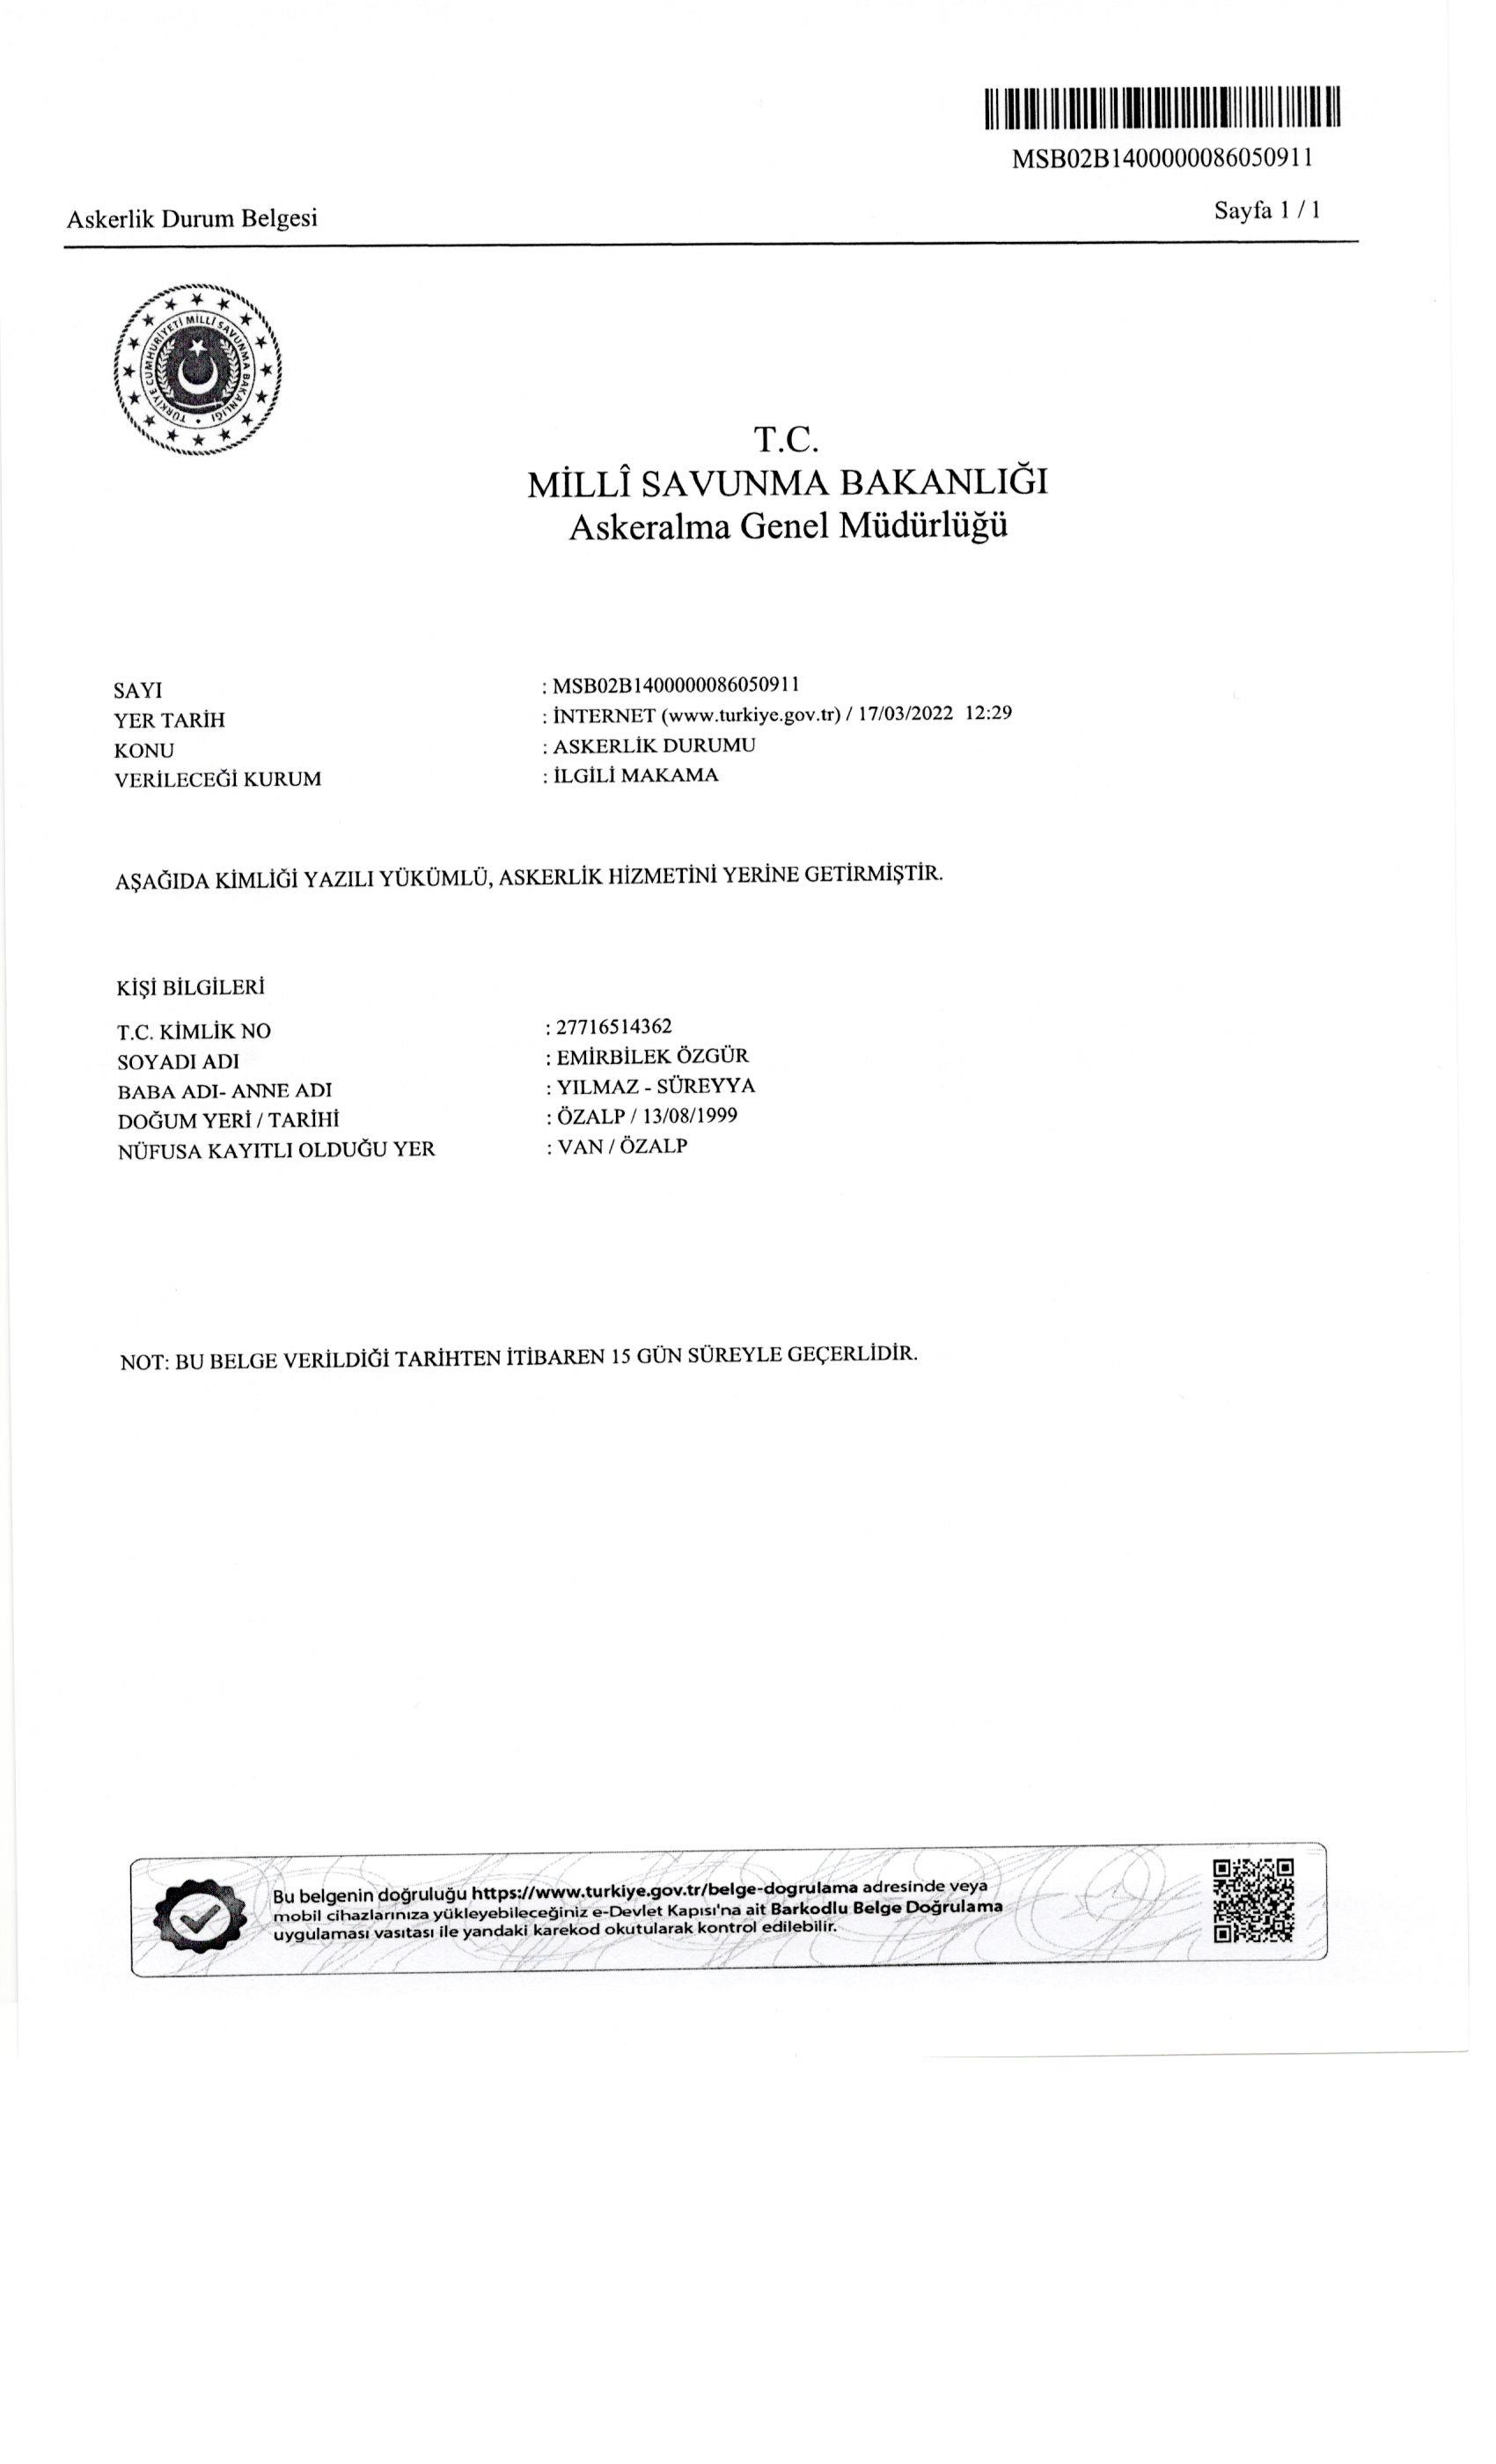 MSB02B1400000086050911
Askerlik Durum Belgesi
Sayfa 1 / 1
TÜRKİYE CUMHURİYETİ MİLLÎ SAVUNMA BAKANLIĞI
T.C.
MİLLÎ SAVUNMA BAKANLIĞI
Askeralma Genel Müdürlüğü
SAYI : MSB02B1400000086050911
YER TARİH : İNTERNET (www.turkiye.gov.tr) / 17/03/2022 12:29
KONU : ASKERLİK DURUMU
VERİLECEĞİ KURUM : İLGİLİ MAKAMA
AŞAĞIDA KİMLİĞİ YAZILI YÜKÜMLÜ, ASKERLİK HİZMETİNİ YERİNE GETİRMİŞTİR.
KİŞİ BİLGİLERİ
T.C. KİMLİK NO : 27716514362
SOYADI ADI : EMİRBİLEK ÖZGÜR
BABA ADI- ANNE ADI : YILMAZ - SÜREYYA
DOĞUM YERİ / TARİHİ : ÖZALP / 13/08/1999
NÜFUSA KAYITLI OLDUĞU YER : VAN / ÖZALP
NOT: BU BELGE VERİLDİĞİ TARİHTEN İTİBAREN 15 GÜN SÜREYLE GEÇERLİDİR.
Bu belgenin doğruluğu https://www.turkiye.gov.tr/belge-dogrulama adresinde veya
mobil cihazlarınıza yükleyebileceğiniz e-Devlet Kapısı'na ait Barkodlu Belge Doğrulama
uygulaması vasıtası ile yandaki karekod okutularak kontrol edilebilir.